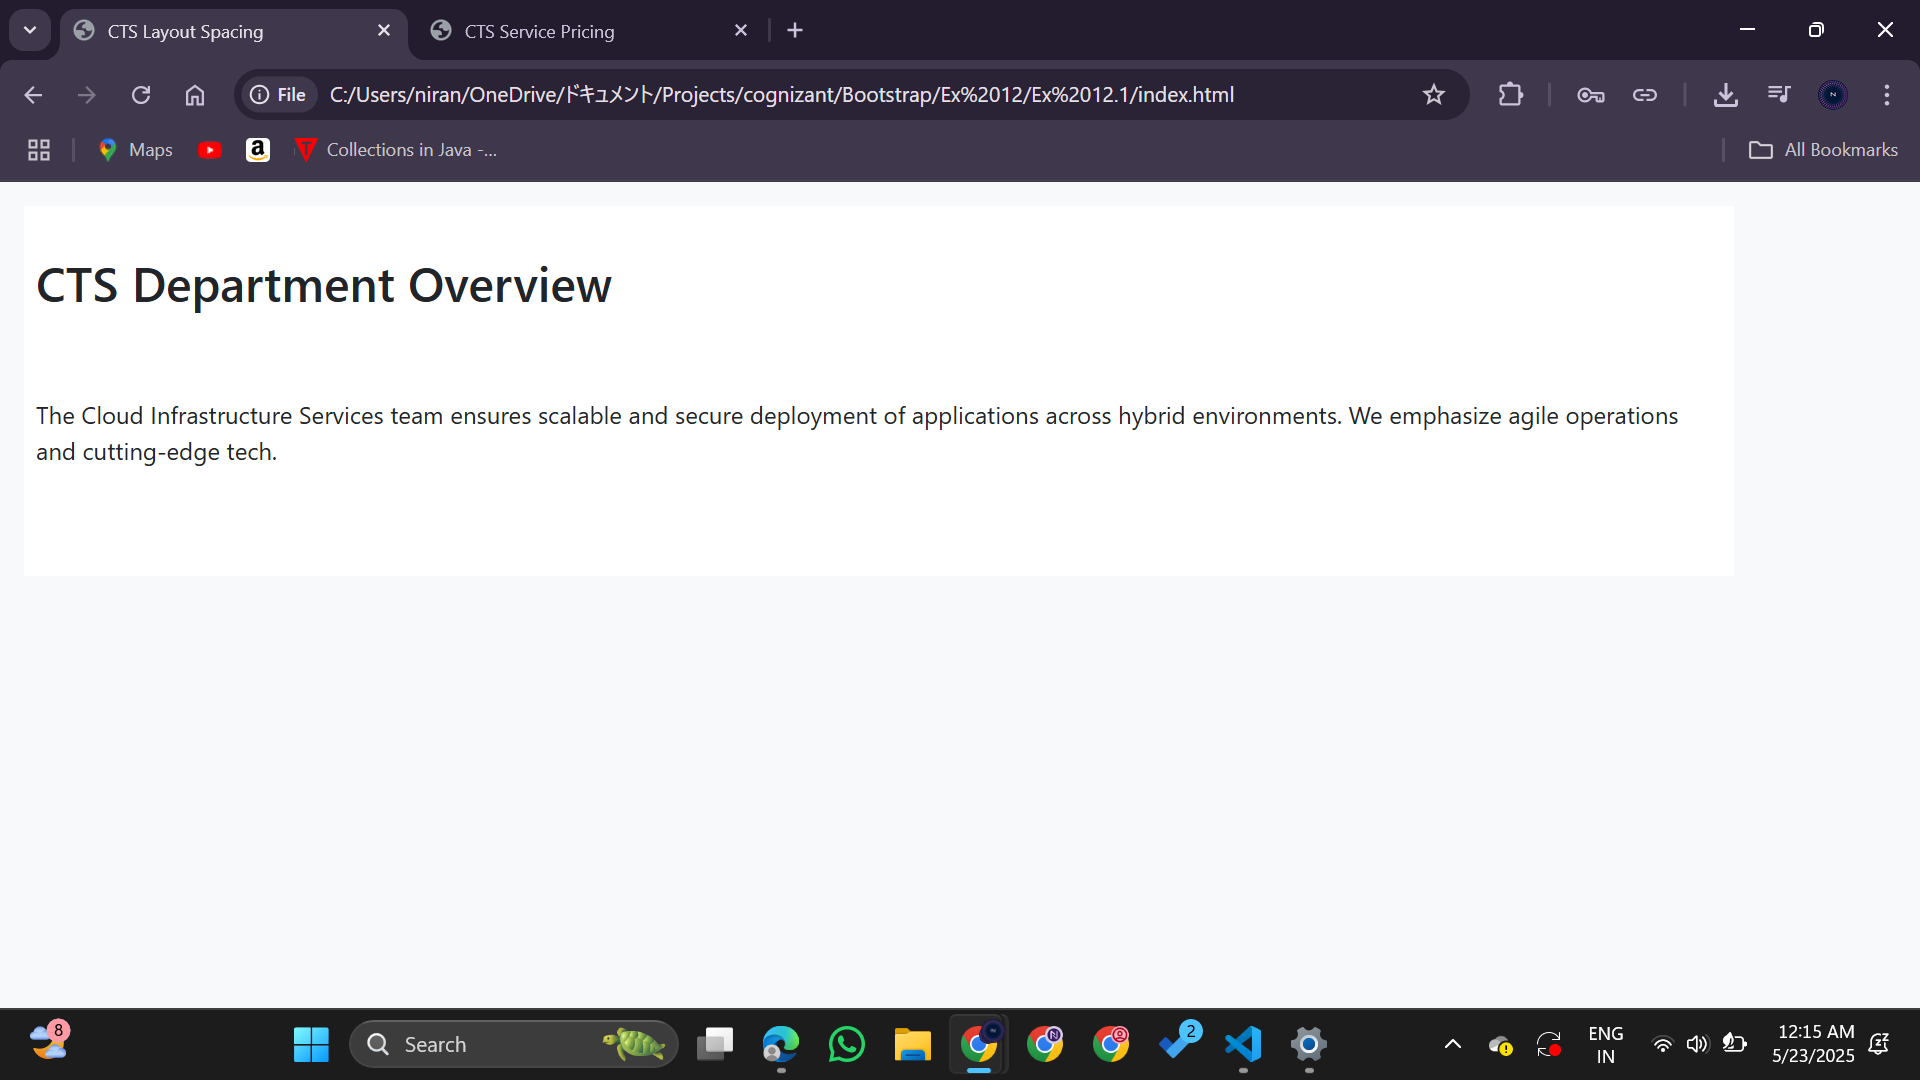 CTS Layout Spacing
CTS Service Pricing
File
C:/Users/niran/OneDrive/ドキュメント/Projects/cognizant/Bootstrap/Ex%2012/Ex%2012.1/index.html
Maps
Collections in Java -...
All Bookmarks
CTS Department Overview
The Cloud Infrastructure Services team ensures scalable and secure deployment of applications across hybrid environments. We emphasize agile operations
and cutting-edge tech.
8
Search
2
ENG
IN
12:15 AM
5/23/2025